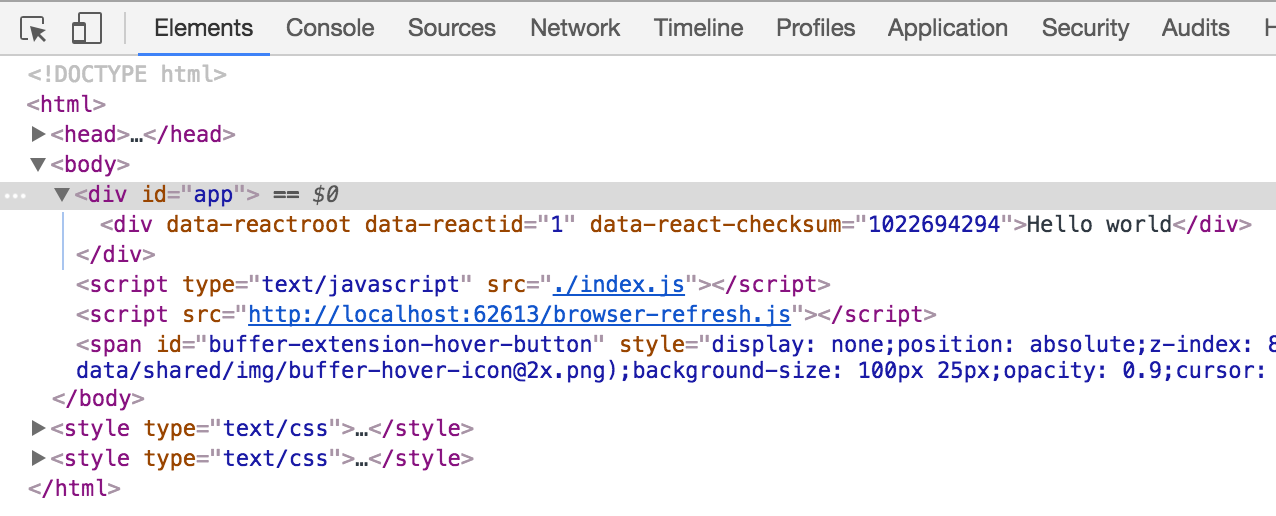 Elements Console Sources Network Timeline Profiles Application Security Audits H
<!DOCTYPE html>
<html>
<head>…</head>
<body>
... <div id="app"> == $0
<div data-reactroot data-reactid="1" data-react-checksum="1022694294">Hello world</div>
</div>
<script type="text/javascript" src="./index.js"></script>
<script src="http://localhost:62613/browser-refresh.js"></script>
<span id="buffer-extension-hover-button" style="display: none;position: absolute;z-index: 8
data/shared/img/buffer-hover-icon@2x.png);background-size: 100px 25px;opacity: 0.9;cursor:
</body>
<style type="text/css">…</style>
<style type="text/css">…</style>
</html>